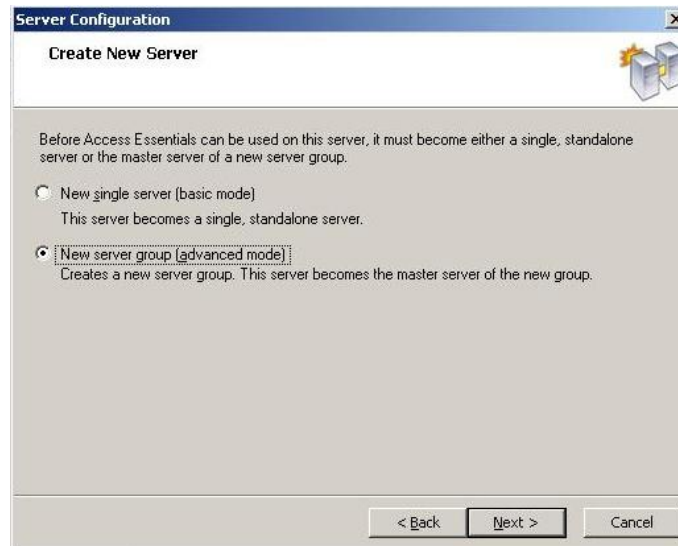 Server Configuration
Create New Server
Before Access Essentials can be used on this server, it must become either a single, standalone
server or the master server of a new server group.
New single server (basic mode)
This server becomes a single, standalone server.
New server group (advanced mode)
Creates a new server group. This server becomes the master server of the new group.
< Back
Next >
Cancel